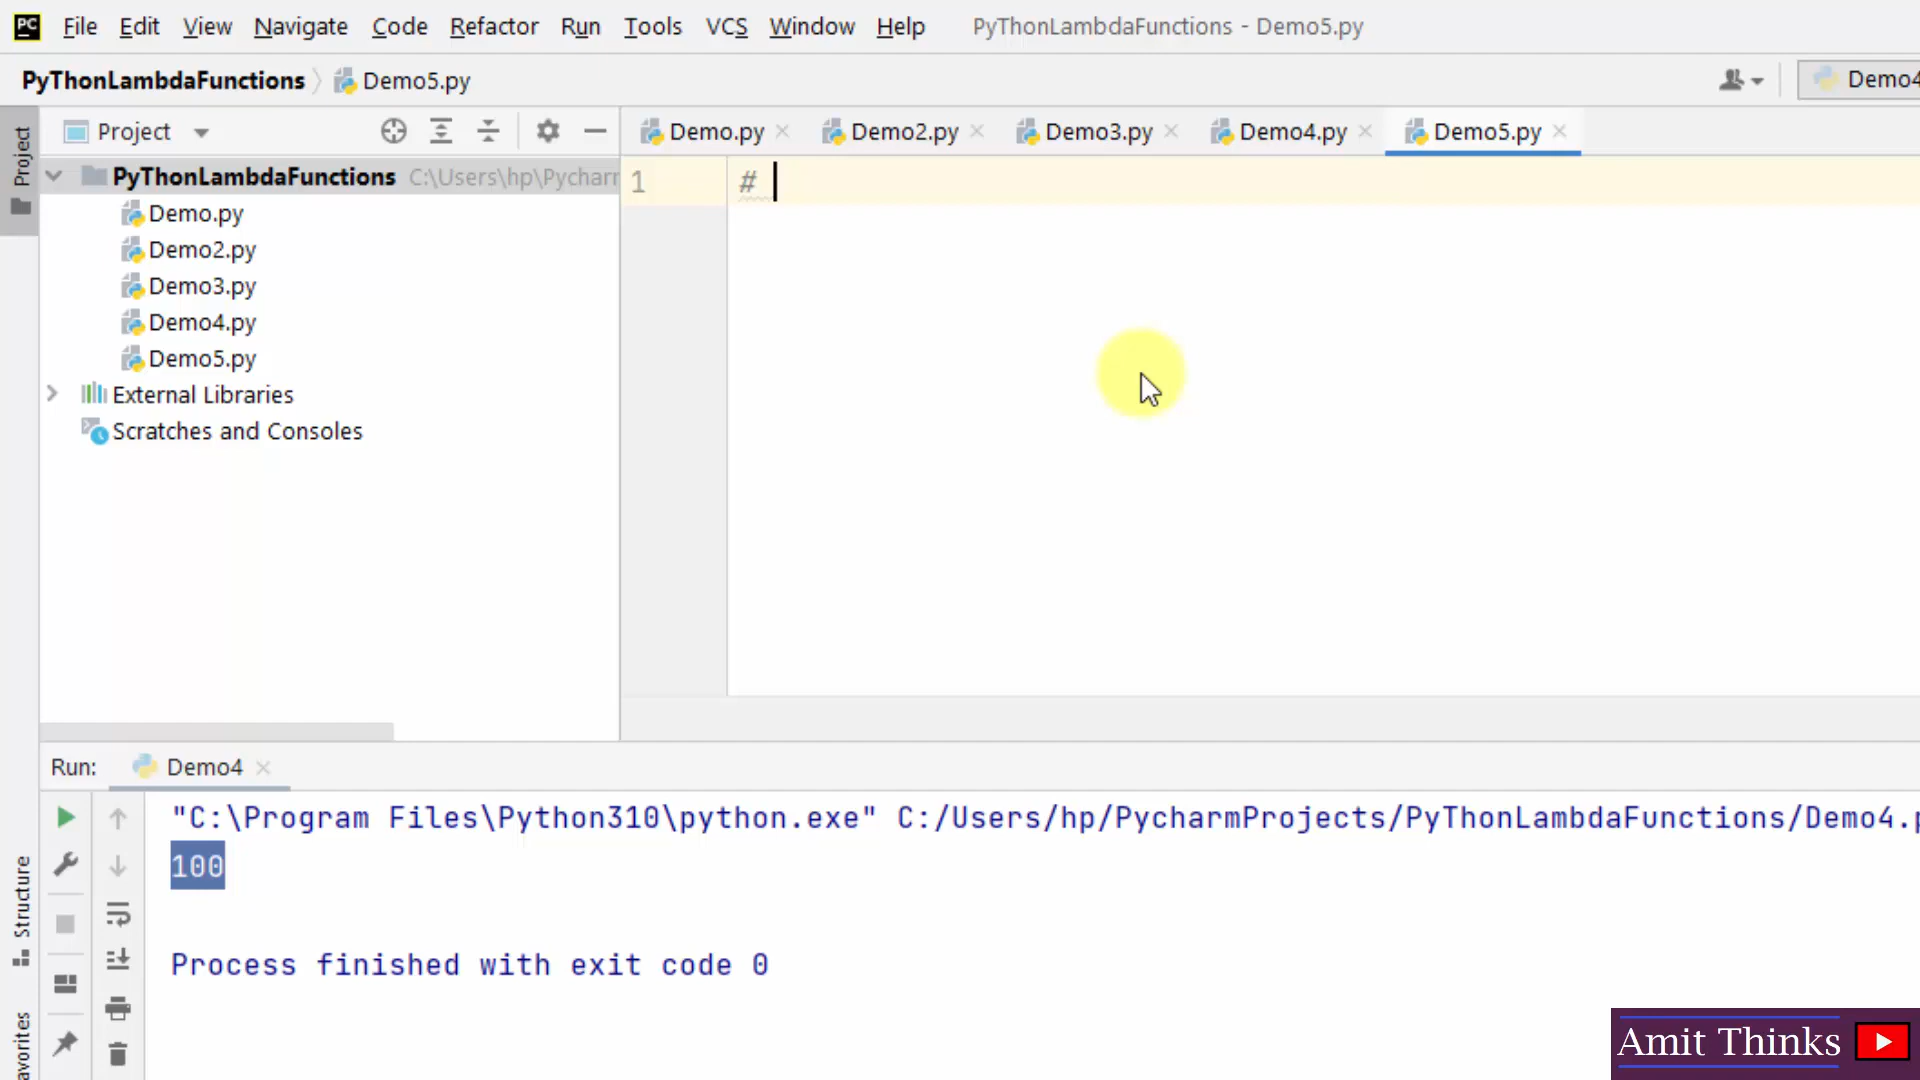 PC File Edit View Navigate Code Refactor Run Tools VCS Window Help PyThonLambdaFunctions - Demo5.py
PyThonLambdaFunctions Demo5.py Demo4
Project
Project
Demo.py Demo2.py Demo3.py Demo4.py Demo5.py
PyThonLambdaFunctions C:\Users\hp\Pychar
1 #
Demo.py
Demo2.py
Demo3.py
Demo4.py
Demo5.py
External Libraries
Scratches and Consoles
Run: Demo4
"C:\Program Files\Python310\python.exe" C:/Users/hp/PycharmProjects/PyThonLambdaFunctions/Demo4.p
100
Process finished with exit code 0
Structure
avorites
Amit Thinks